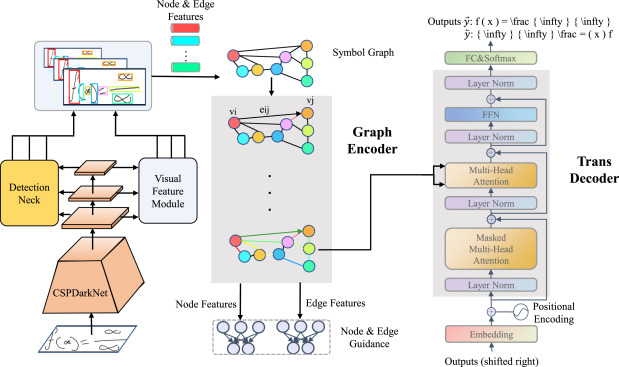 Node & Edge
Features
Symbol Graph
Detection
Neck
Visual
Feature
Module
CSPDarkNet
vi
eij
vj
Graph
Encoder
Node Features
Edge Features
Node & Edge
Guidance
Outputs ȳ: f ( x ) = \frac { \infty } { \infty }
ȳ: { \infty } { \infty } \frac = ( x ) f
FC&Softmax
Layer Norm
FFN
Layer Norm
Multi-Head
Attention
Layer Norm
Masked
Multi-Head
Attention
Layer Norm
Trans
Decoder
Positional
Encoding
Embedding
Outputs (shifted right)
f(x) = ∞/∞